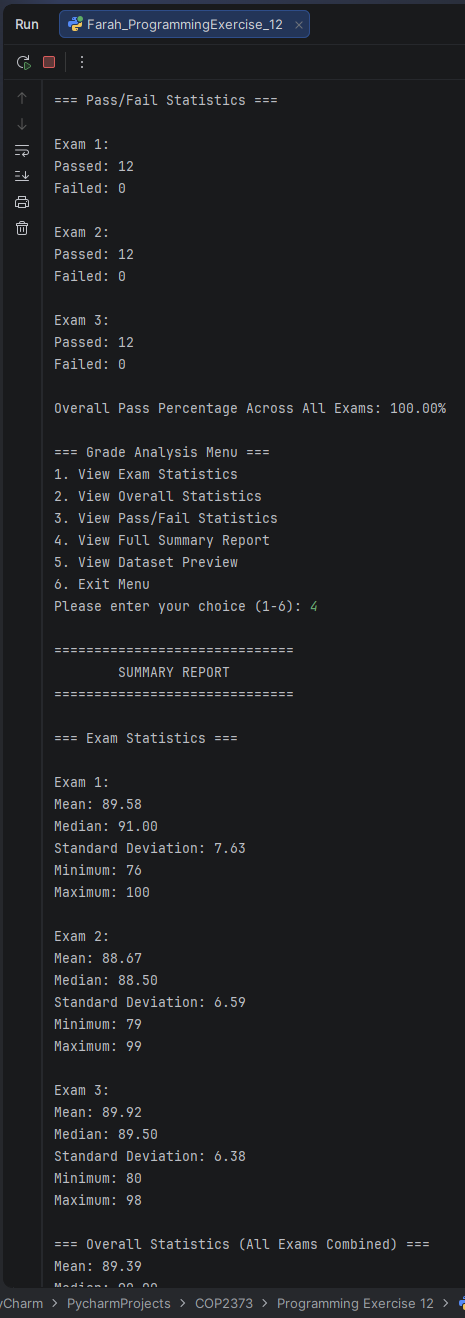 Run
Farah_ProgrammingExercise_12
=== Pass/Fail Statistics ===
Exam 1:
Passed: 12
Failed: 0
Exam 2:
Passed: 12
Failed: 0
Exam 3:
Passed: 12
Failed: 0
Overall Pass Percentage Across All Exams: 100.00%
=== Grade Analysis Menu ===
1. View Exam Statistics
2. View Overall Statistics
3. View Pass/Fail Statistics
4. View Full Summary Report
5. View Dataset Preview
6. Exit Menu
Please enter your choice (1-6): 4
==============================
SUMMARY REPORT
==============================
=== Exam Statistics ===
Exam 1:
Mean: 89.58
Median: 91.00
Standard Deviation: 7.63
Minimum: 76
Maximum: 100
Exam 2:
Mean: 88.67
Median: 88.50
Standard Deviation: 6.59
Minimum: 79
Maximum: 99
Exam 3:
Mean: 89.92
Median: 89.50
Standard Deviation: 6.38
Minimum: 80
Maximum: 98
=== Overall Statistics (All Exams Combined) ===
Mean: 89.39
yCharm > PycharmProjects > COP2373 > Programming Exercise 12 >